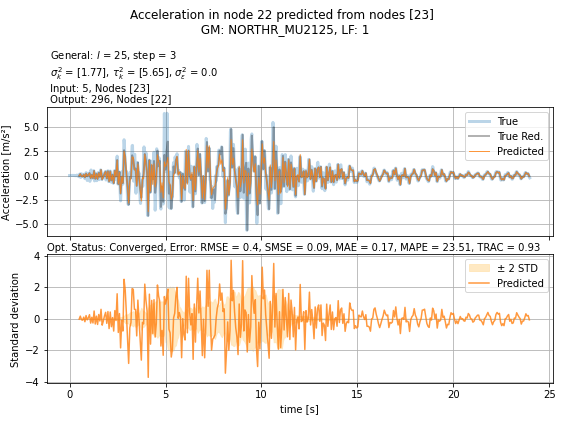 Acceleration in node 22 predicted from nodes [23]
GM: NORTHR_MU2125, LF: 1
General: l = 25, step = 3
σ²ₖ = [1.77], τ²ₖ = [5.65], σ²ε = 0.0
Input: 5, Nodes [23]
Output: 296, Nodes [22]
Acceleration [m/s²]
5.0
2.5
0.0
−2.5
−5.0
True
True Red.
Predicted
Opt. Status: Converged, Error: RMSE = 0.4, SMSE = 0.09, MAE = 0.17, MAPE = 23.51, TRAC = 0.93
Standard deviation
4
2
0
−2
−4
± 2 STD
Predicted
0
5
10
15
20
25
time [s]